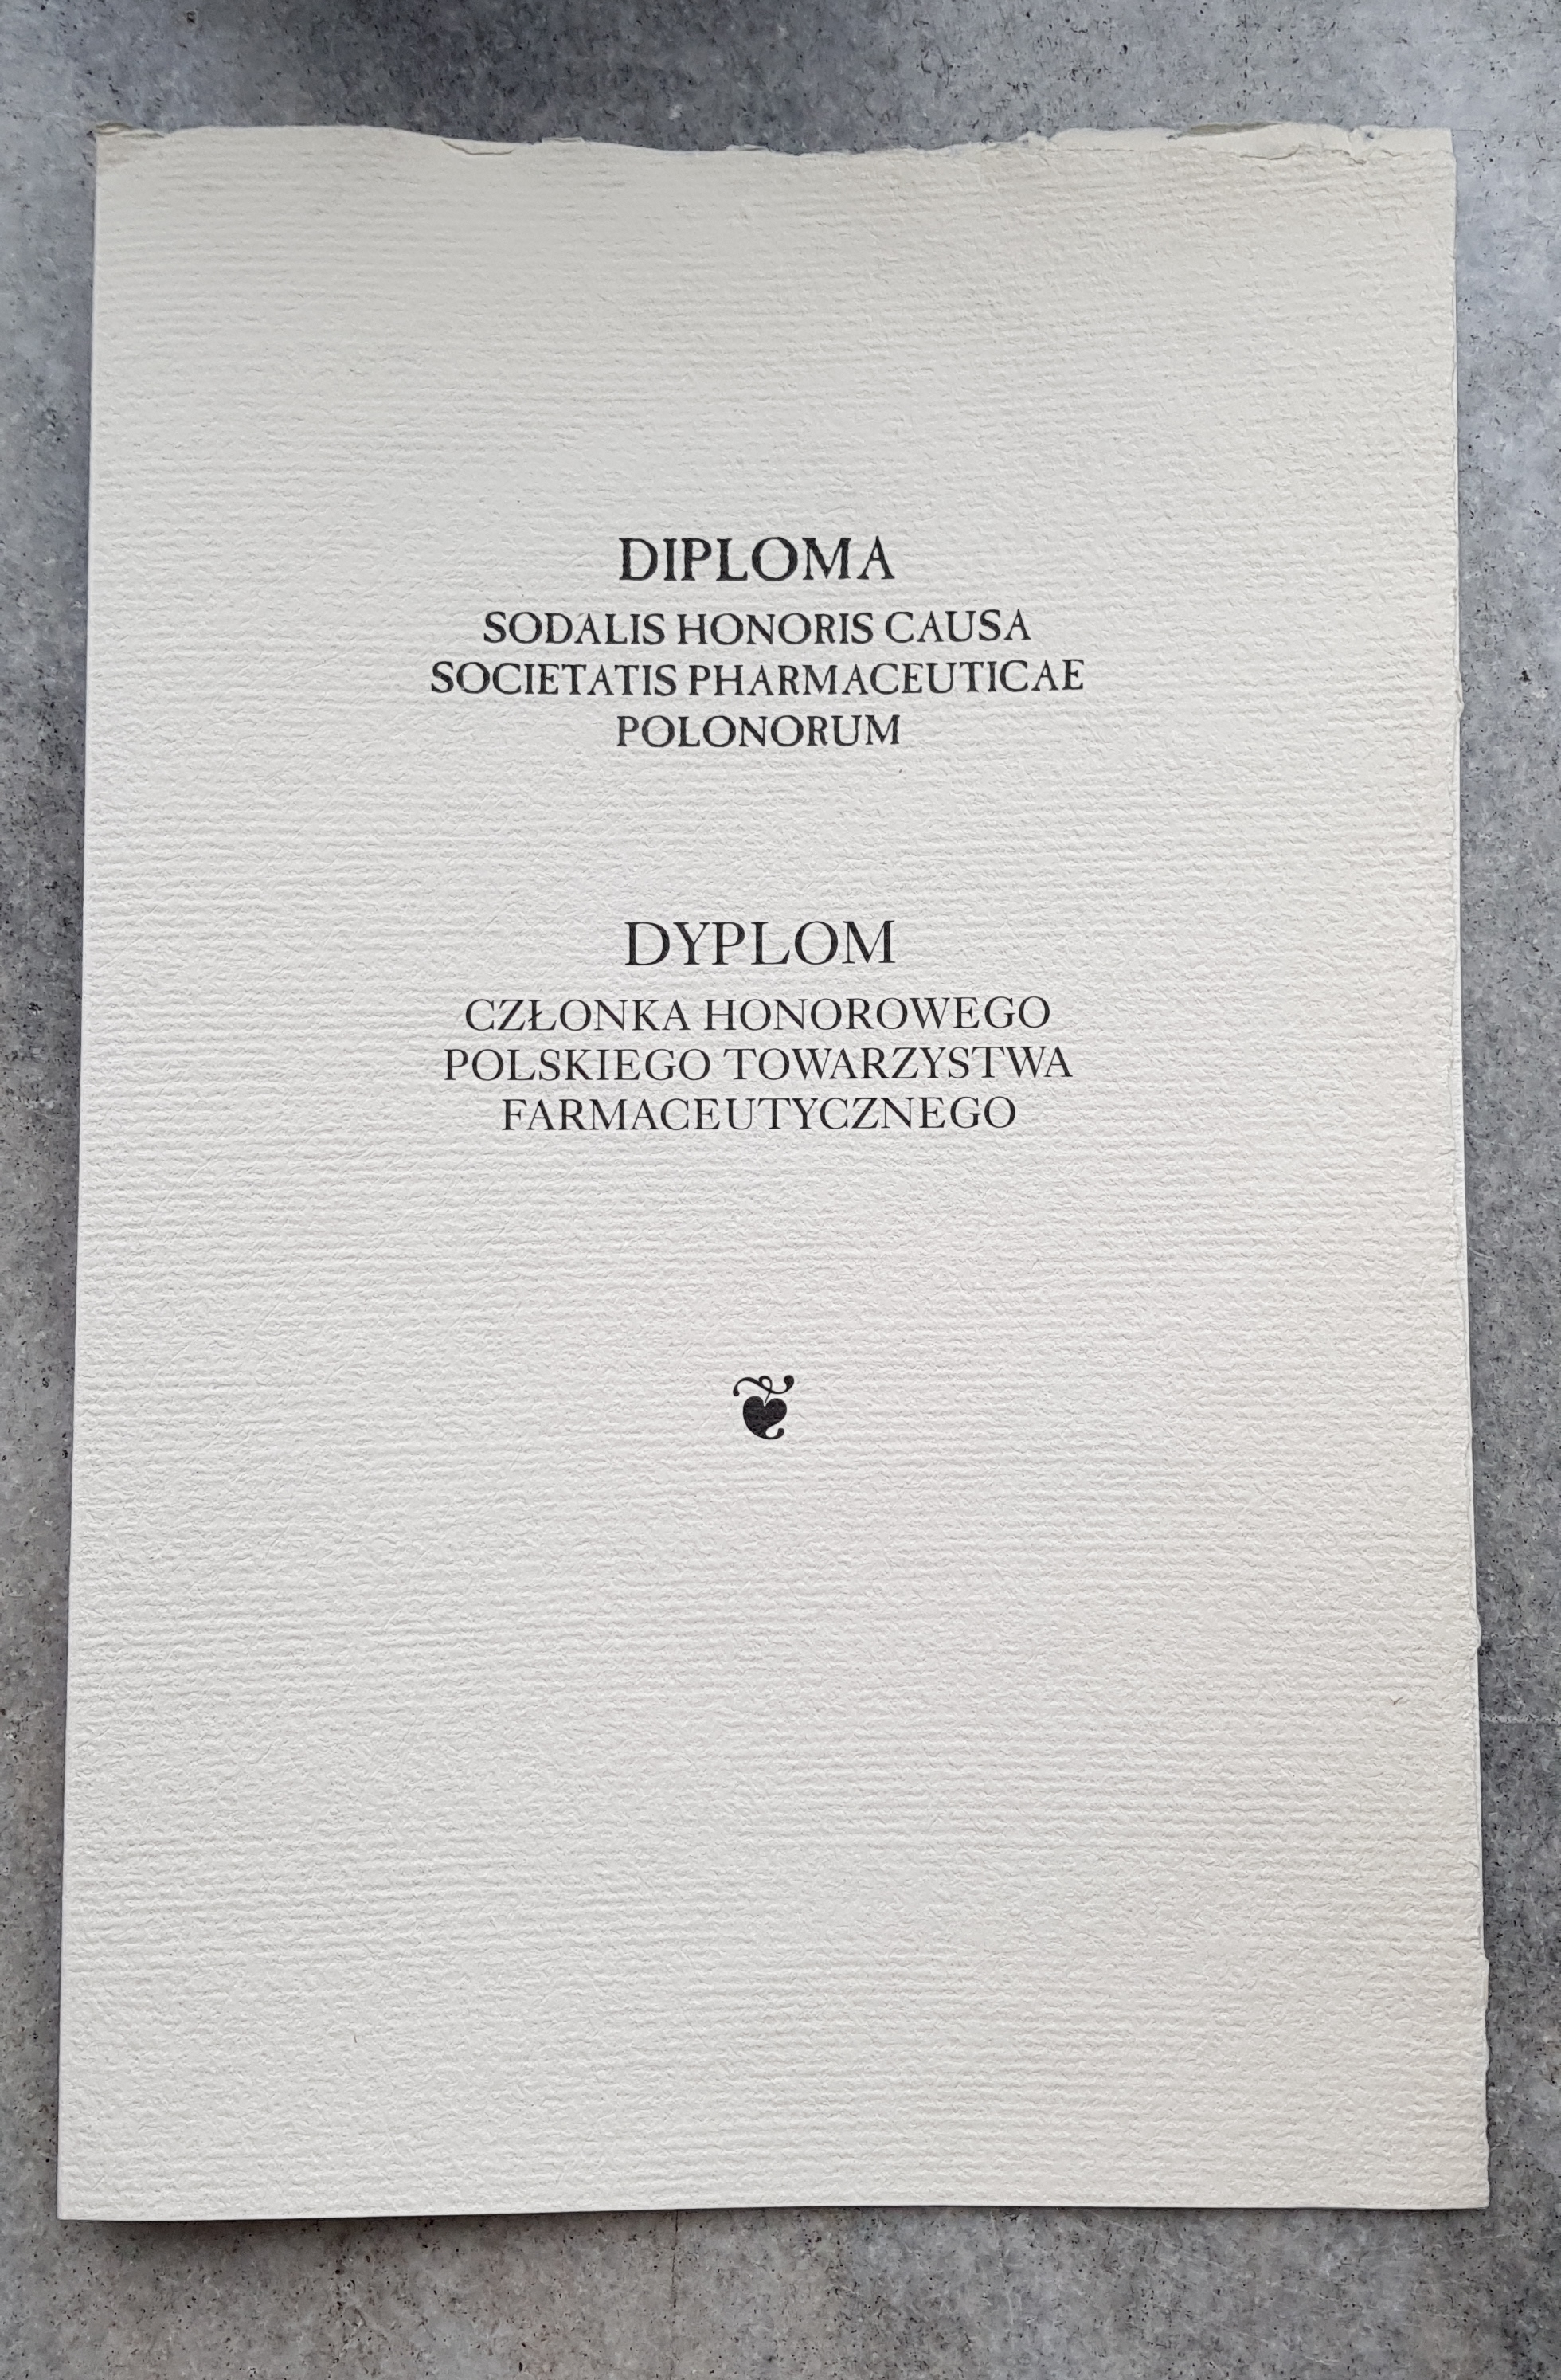 DIPLOMA
SODALIS HONORIS CAUSA
SOCIETATIS PHARMACEUTICAE
POLONORUM
DYPLOM
CZŁONKA HONOROWEGO
POLSKIEGO TOWARZYSTWA
FARMACEUTYCZNEGO